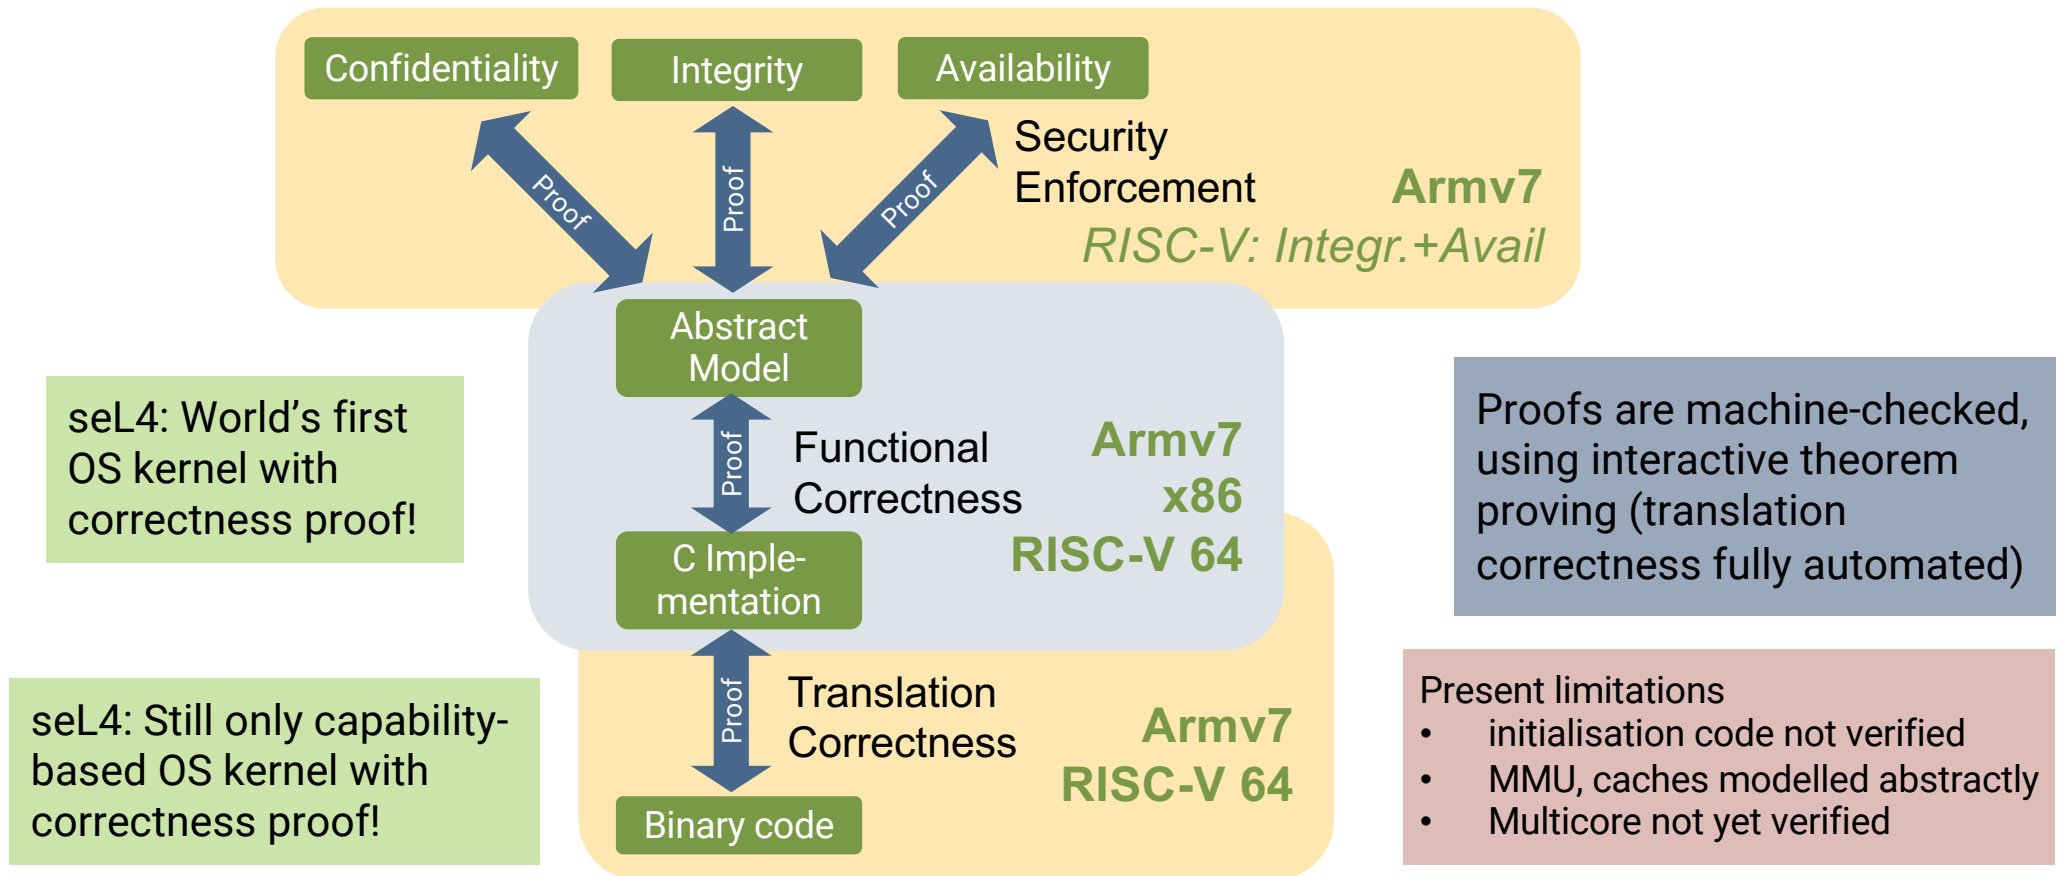 Confidentiality
Integrity
Availability
Proof
Proof
Proof
Security
Enforcement
Armv7
RISC-V: Integr.+Avail
Abstract
Model
Proof
Functional
Correctness
Armv7
x86
RISC-V 64
C Imple-
mentation
Proof
Translation
Correctness
Armv7
RISC-V 64
Binary code
seL4: World’s first
OS kernel with
correctness proof!
seL4: Still only capability-
based OS kernel with
correctness proof!
Proofs are machine-checked,
using interactive theorem
proving (translation
correctness fully automated)
Present limitations
• initialisation code not verified
• MMU, caches modelled abstractly
• Multicore not yet verified